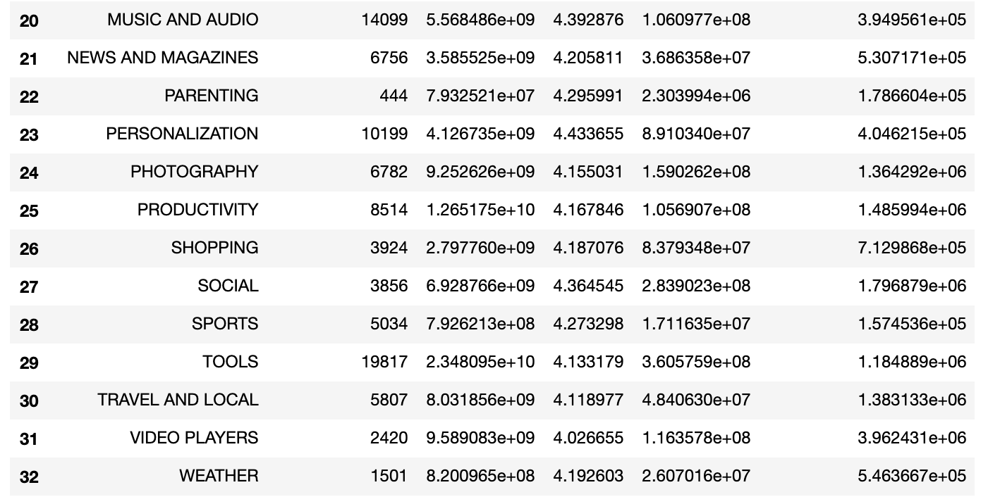 20 MUSIC AND AUDIO 14099 5.568486e+09 4.392876 1.060977e+08 3.949561e+05
21 NEWS AND MAGAZINES 6756 3.585525e+09 4.205811 3.686358e+07 5.307171e+05
22 PARENTING 444 7.932521e+07 4.295991 2.303994e+06 1.786604e+05
23 PERSONALIZATION 10199 4.126735e+09 4.433655 8.910340e+07 4.046215e+05
24 PHOTOGRAPHY 6782 9.252626e+09 4.155031 1.590262e+08 1.364292e+06
25 PRODUCTIVITY 8514 1.265175e+10 4.167846 1.056907e+08 1.485994e+06
26 SHOPPING 3924 2.797760e+09 4.187076 8.379348e+07 7.129868e+05
27 SOCIAL 3856 6.928766e+09 4.364545 2.839023e+08 1.796879e+06
28 SPORTS 5034 7.926213e+08 4.273298 1.711635e+07 1.574536e+05
29 TOOLS 19817 2.348095e+10 4.133179 3.605759e+08 1.184889e+06
30 TRAVEL AND LOCAL 5807 8.031856e+09 4.118977 4.840630e+07 1.383133e+06
31 VIDEO PLAYERS 2420 9.589083e+09 4.026655 1.163578e+08 3.962431e+06
32 WEATHER 1501 8.200965e+08 4.192603 2.607016e+07 5.463667e+05